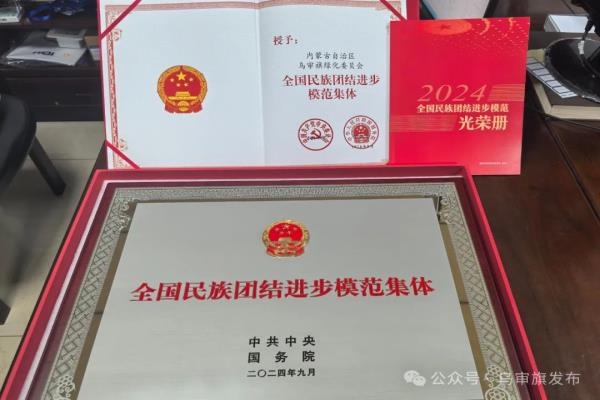 授予：
内蒙古自治区
乌审旗绿化委员会
全国民族团结进步
模范集体
2024
全国民族团结进步模范
光荣册
全国民族团结进步模范集体
中共中央
国务院
二〇二四年九月
公众号·乌审旗发布